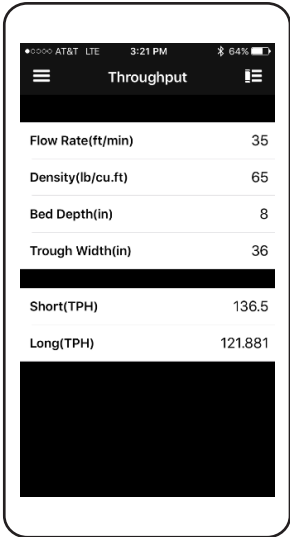 ●○○○○ AT&T LTE 3:21 PM 64%
Throughput
Flow Rate(ft/min) 35
Density(lb/cu.ft) 65
Bed Depth(in) 8
Trough Width(in) 36
Short(TPH) 136.5
Long(TPH) 121.881